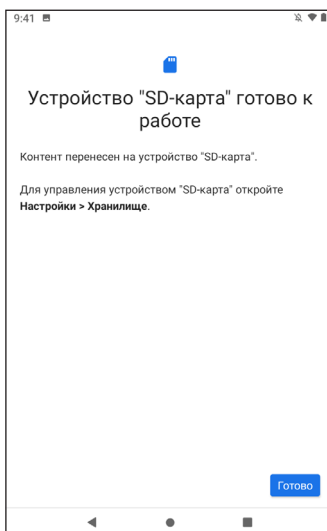 9:41
Устройство "SD-карта" готово к
работе
Контент перенесен на устройство "SD-карта".
Для управления устройством "SD-карта" откройте
Настройки > Хранилище.
Готово